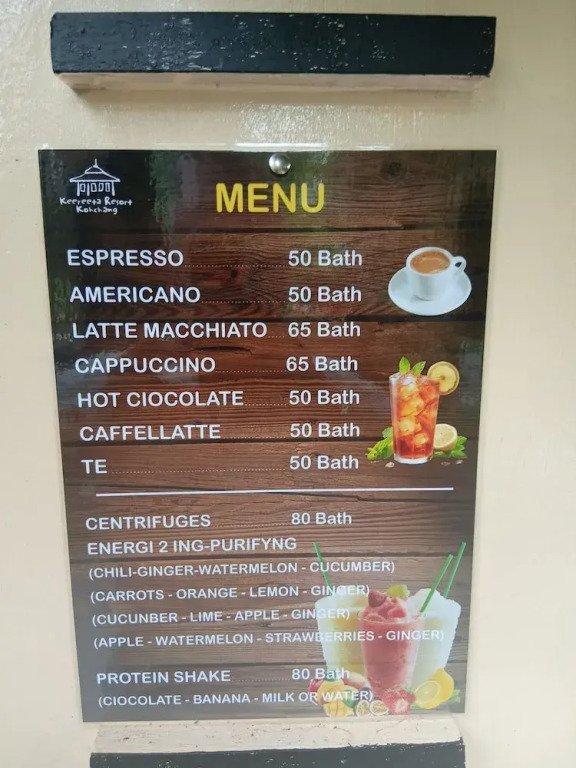 Keereeta Resort
Kohchang
MENU
ESPRESSO 50 Bath
AMERICANO 50 Bath
LATTE MACCHIATO 65 Bath
CAPPUCCINO 65 Bath
HOT CIOCOLATE 50 Bath
CAFFELLATTE 50 Bath
TE 50 Bath
CENTRIFUGES 80 Bath
ENERGI 2 ING-PURIFYNG
(CHILI-GINGER-WATERMELON - CUCUMBER)
(CARROTS - ORANGE - LEMON - GINGER)
(CUCUNBER - LIME - APPLE - GINGER)
(APPLE - WATERMELON - STRAWBERRIES - GINGER)
PROTEIN SHAKE 80 Bath
(CIOCOLATE - BANANA - MILK OR WATER)